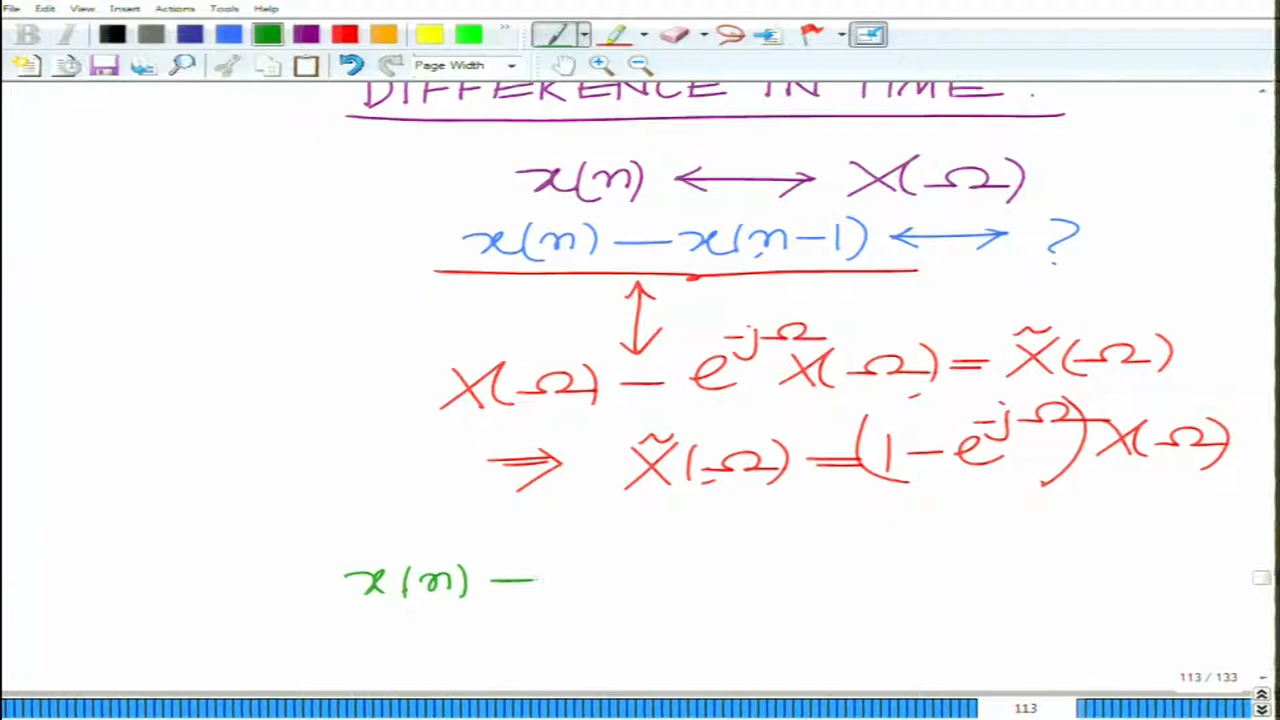 File Edit View Insert Actions Tools Help
B I
Page Width
DIFFERENCE IN TIME.
x(n) ⟷ X(Ω)
x(n) — x(n−1) ⟷ ?
X(Ω) − e^{-jΩ} X(Ω) = X̃(Ω)
⇒ X̃(Ω) = (1 − e^{-jΩ}) X(Ω)
x(n) —
113 / 133
113